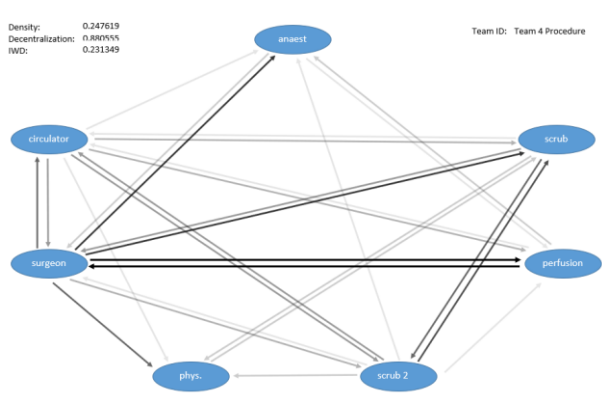 Density: 0.247619
Decentralization: 0.880555
IWD: 0.231349
Team ID: Team 4 Procedure
anaest
circulator
scrub
surgeon
perfusion
phys.
scrub 2